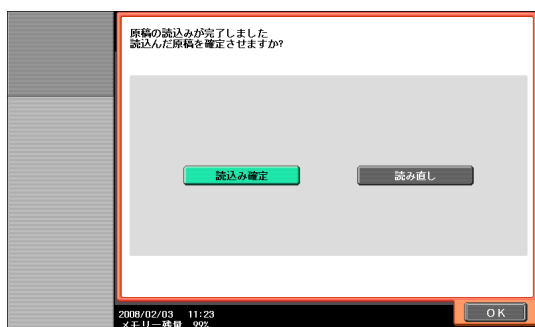 原稿の読込みが完了しました
読込んだ原稿を確定させますか?
読込み確定
読み直し
2008/02/03 11:23
メモリー残量 99%
OK